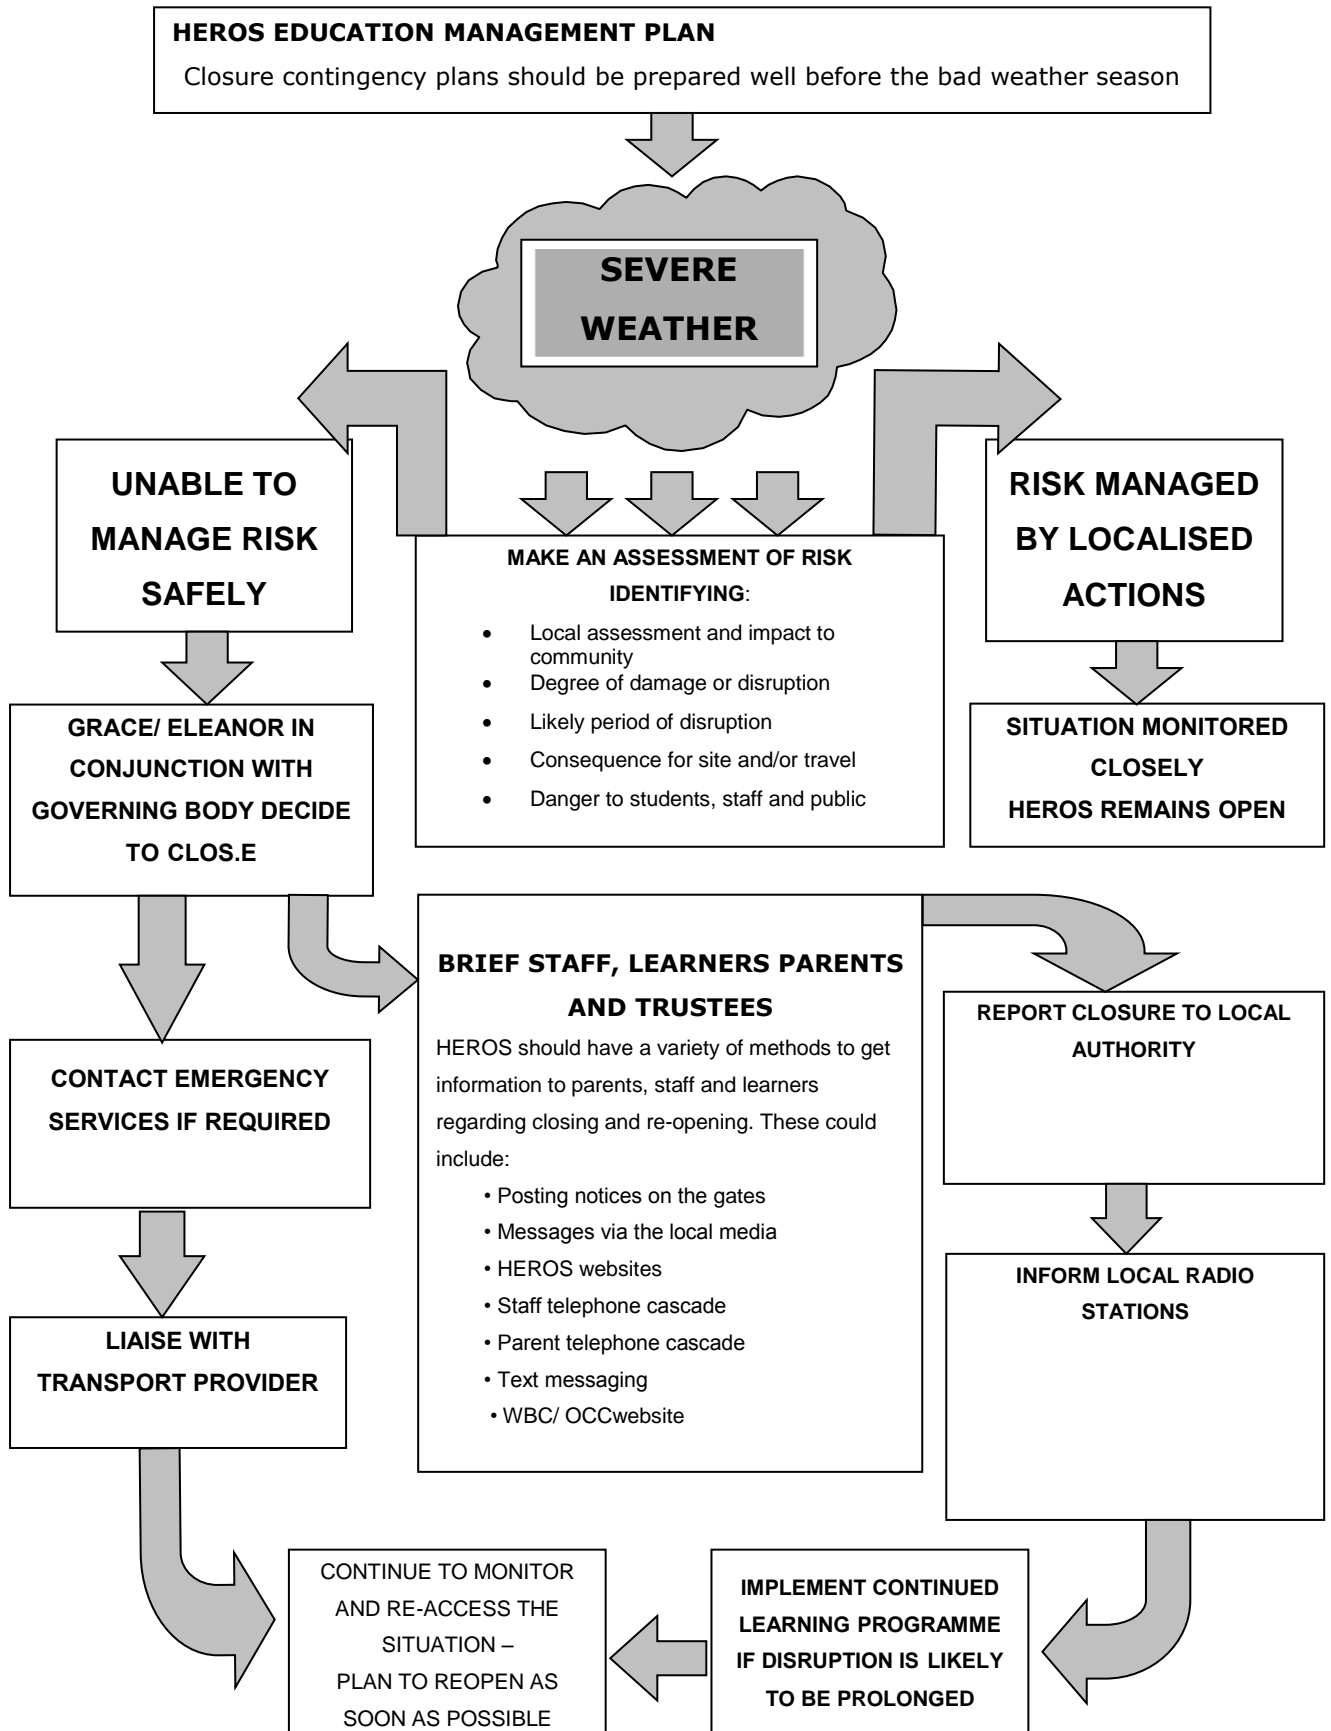 HEROS EDUCATION MANAGEMENT PLAN
Closure contingency plans should be prepared well before the bad weather season
SEVERE
WEATHER
UNABLE TO
MANAGE RISK
SAFELY
MAKE AN ASSESSMENT OF RISK
IDENTIFYING:
• Local assessment and impact to
community
• Degree of damage or disruption
• Likely period of disruption
• Consequence for site and/or travel
• Danger to students, staff and public
RISK MANAGED
BY LOCALISED
ACTIONS
GRACE/ ELEANOR IN
CONJUNCTION WITH
GOVERNING BODY DECIDE
TO CLOS.E
SITUATION MONITORED
CLOSELY
HEROS REMAINS OPEN
CONTACT EMERGENCY
SERVICES IF REQUIRED
LIAISE WITH
TRANSPORT PROVIDER
BRIEF STAFF, LEARNERS PARENTS
AND TRUSTEES
HEROS should have a variety of methods to get
information to parents, staff and learners
regarding closing and re-opening. These could
include:
• Posting notices on the gates
• Messages via the local media
• HEROS websites
• Staff telephone cascade
• Parent telephone cascade
• Text messaging
• WBC/ OCCwebsite
REPORT CLOSURE TO LOCAL
AUTHORITY
INFORM LOCAL RADIO
STATIONS
CONTINUE TO MONITOR
AND RE-ACCESS THE
SITUATION –
PLAN TO REOPEN AS
SOON AS POSSIBLE
IMPLEMENT CONTINUED
LEARNING PROGRAMME
IF DISRUPTION IS LIKELY
TO BE PROLONGED